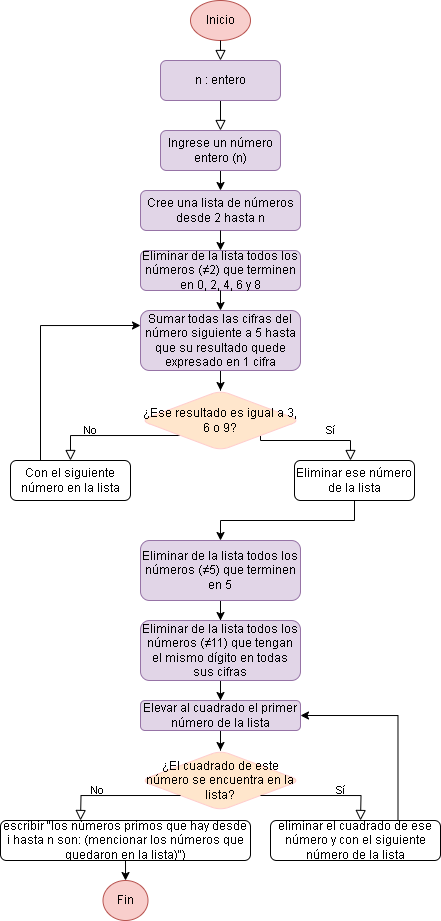 Inicio
n : entero
Ingrese un número
entero (n)
Cree una lista de números
desde 2 hasta n
Eliminar de la lista todos los
números (≠2) que terminen
en 0, 2, 4, 6 y 8
Sumar todas las cifras del
número siguiente a 5 hasta
que su resultado quede
expresado en 1 cifra
¿Ese resultado es igual a 3,
6 o 9?
No
Sí
Con el siguiente
número en la lista
Eliminar ese número
de la lista
Eliminar de la lista todos los
números (≠5) que terminen
en 5
Eliminar de la lista todos los
números (≠11) que tengan
el mismo dígito en todas
sus cifras
Elevar al cuadrado el primer
número de la lista
¿El cuadrado de este
número se encuentra en la
lista?
No
Sí
escribir "los números primos que hay desde
i hasta n son: (mencionar los números que
quedaron en la lista)")
eliminar el cuadrado de ese
número y con el siguiente
número de la lista
Fin